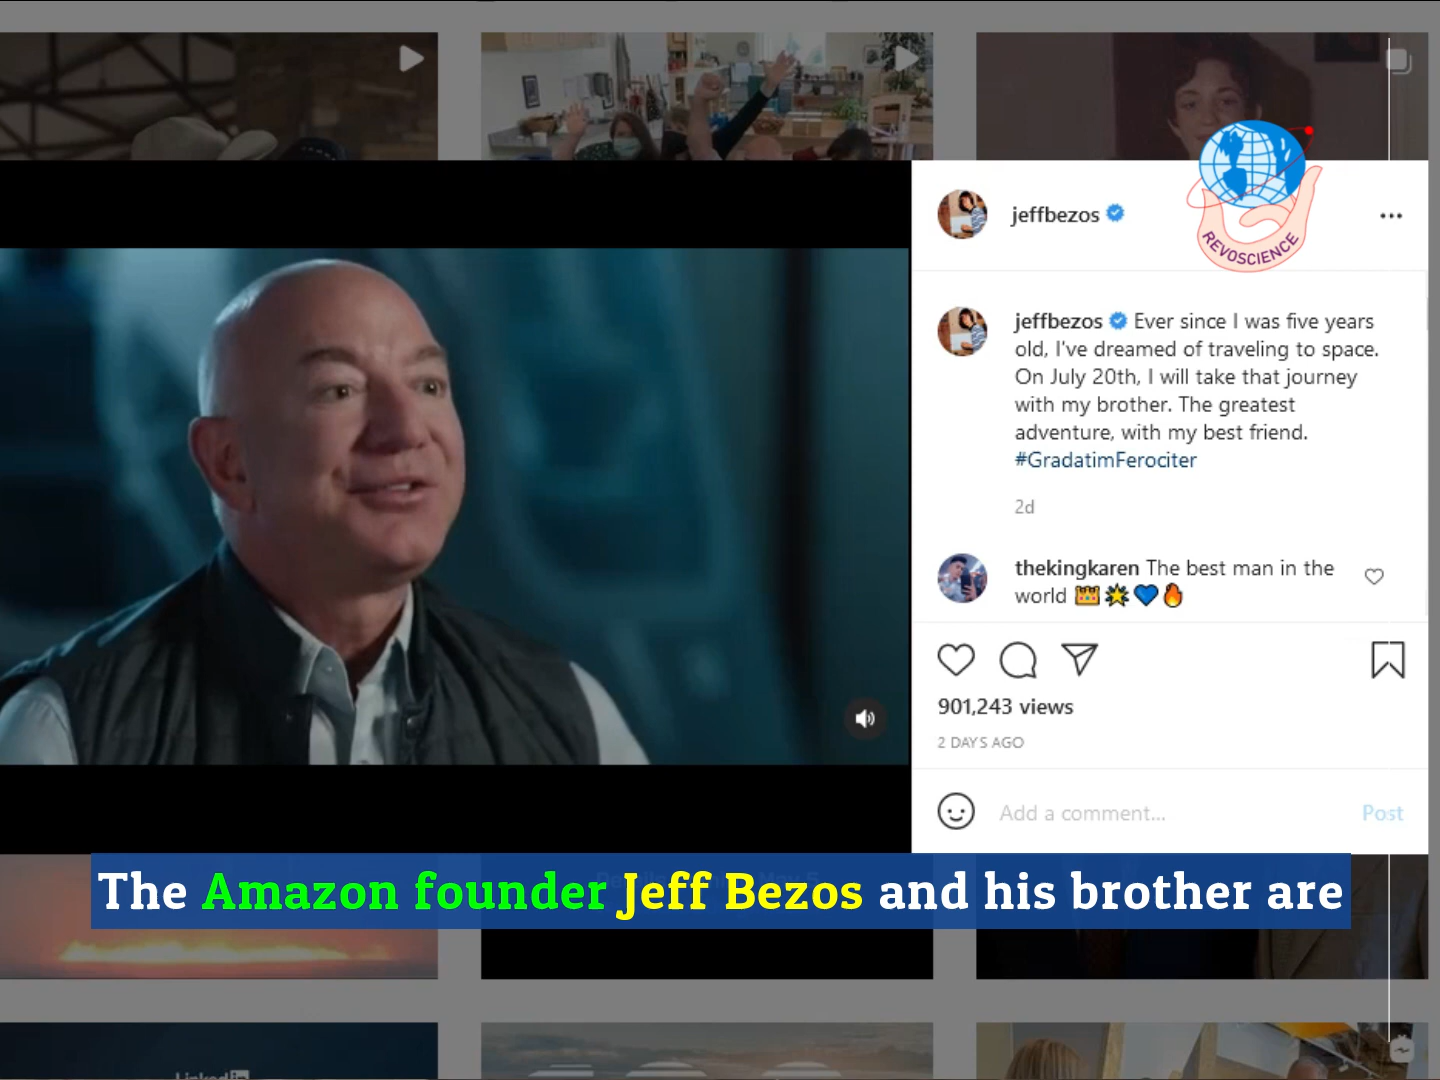 jeffbezos
REVOSCIENCE
jeffbezos Ever since I was five years
old, I've dreamed of traveling to space.
On July 20th, I will take that journey
with my brother. The greatest
adventure, with my best friend.
#GradatimFerociter
2d
thekingkaren The best man in the
world 👑🌟💙🔥
901,243 views
2 DAYS AGO
Add a comment...
Post
The Amazon founder Jeff Bezos and his brother are
Linkedin